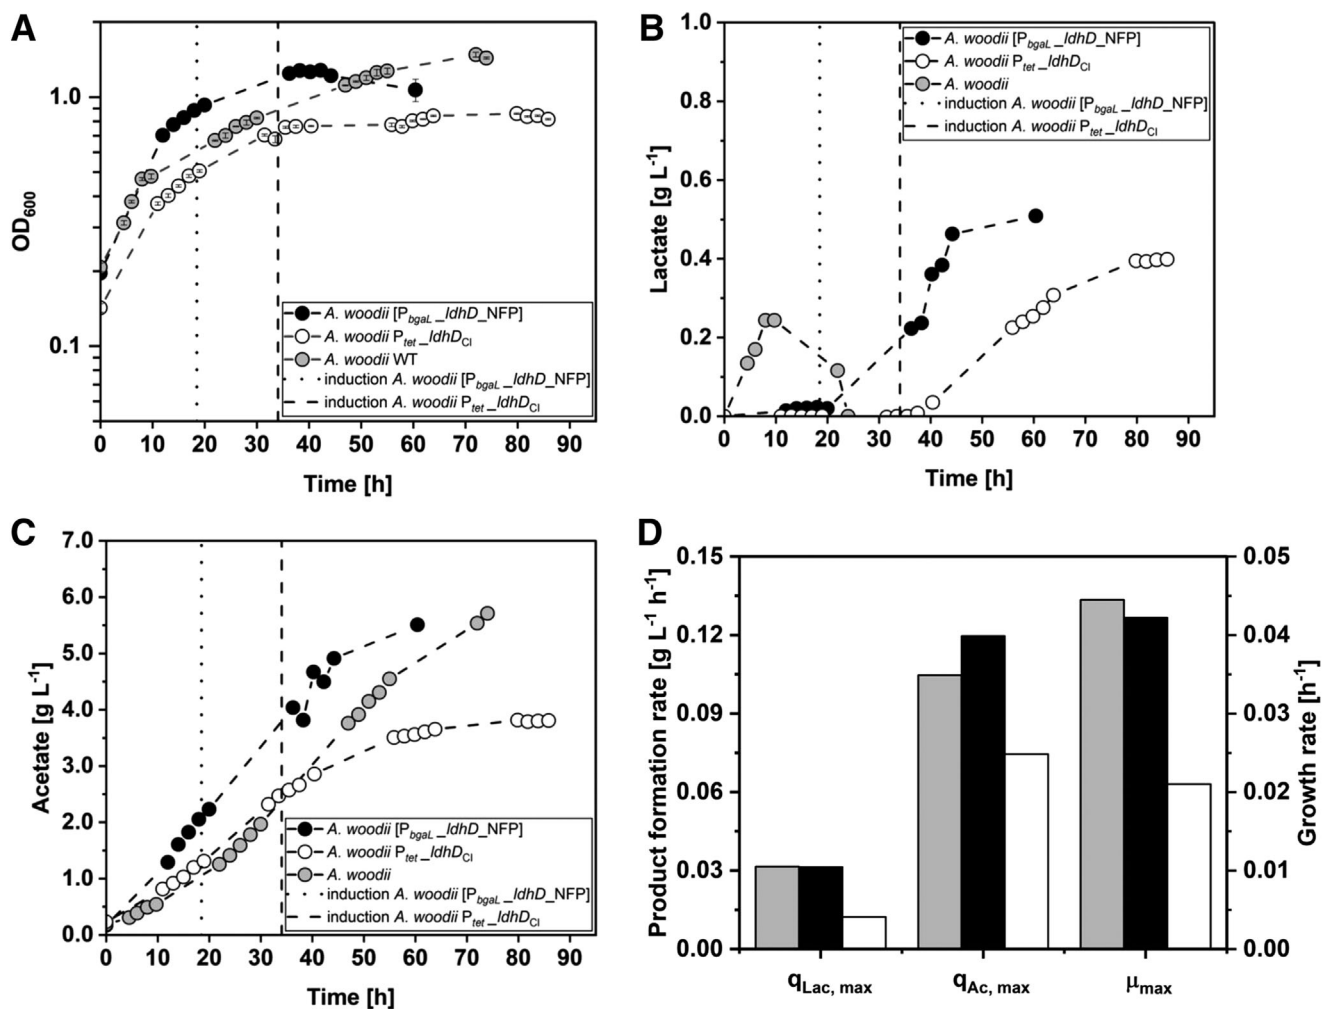 A
OD600
1.0
0.1
0 10 20 30 40 50 60 70 80 90
Time [h]
A. woodii [PbgaL_ldhD_NFP]
A. woodii Ptet_ldhDCI
A. woodii WT
induction A. woodii [PbgaL_ldhD_NFP]
induction A. woodii Ptet_ldhDCI
B
Lactate [g L-1]
1.0
0.8
0.6
0.4
0.2
0.0
0 10 20 30 40 50 60 70 80 90
Time [h]
A. woodii [PbgaL_ldhD_NFP]
A. woodii Ptet_ldhDCI
A. woodii
induction A. woodii [PbgaL_ldhD_NFP]
induction A. woodii Ptet_ldhDCI
C
Acetate [g L-1]
7.0
6.0
5.0
4.0
3.0
2.0
1.0
0.0
0 10 20 30 40 50 60 70 80 90
Time [h]
A. woodii [PbgaL_ldhD_NFP]
A. woodii Ptet_ldhDCI
A. woodii
induction A. woodii [PbgaL_ldhD_NFP]
induction A. woodii Ptet_ldhDCI
D
Product formation rate [g L-1 h-1]
0.15
0.12
0.09
0.06
0.03
0.00
qLac, max qAc, max μmax
0.05
0.04
0.03
0.02
0.01
0.00
Growth rate [h-1]